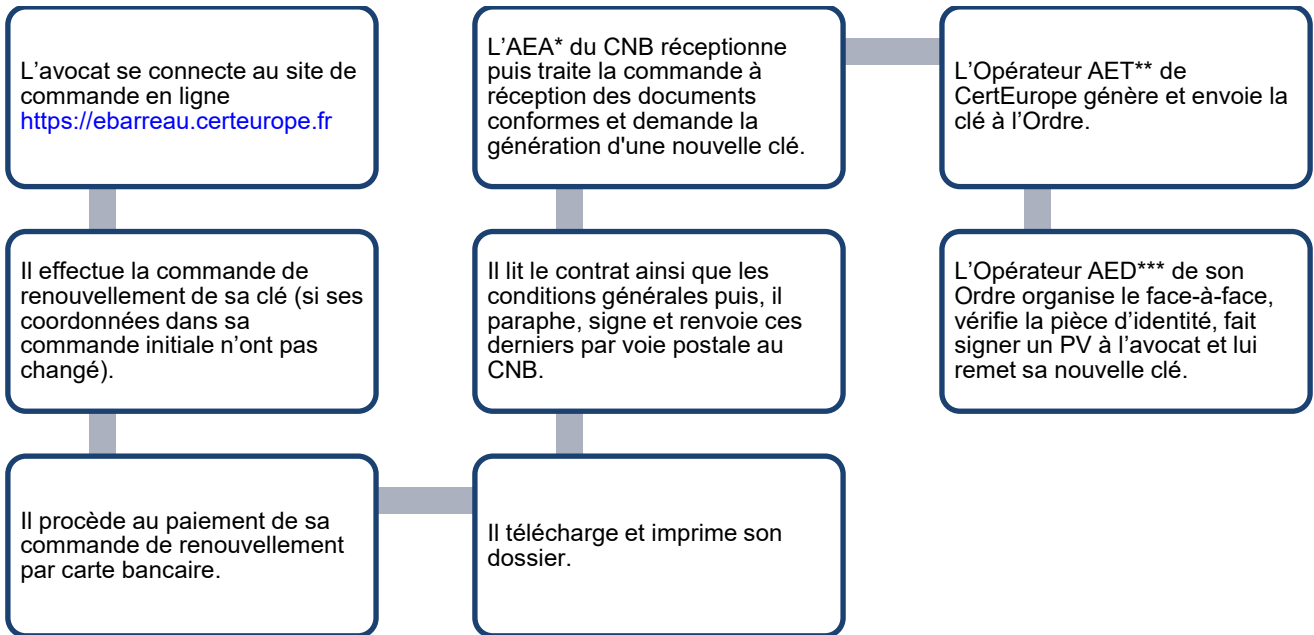 L'avocat se connecte au site de
commande en ligne
https://ebarreau.certeurope.fr
Il effectue la commande de
renouvellement de sa clé (si ses
coordonnées dans sa
commande initiale n'ont pas
changé).
Il procède au paiement de sa
commande de renouvellement
par carte bancaire.
Il télécharge et imprime son
dossier.
Il lit le contrat ainsi que les
conditions générales puis, il
paraphe, signe et renvoie ces
derniers par voie postale au
CNB.
L'AEA* du CNB réceptionne
puis traite la commande à
réception des documents
conformes et demande la
génération d'une nouvelle clé.
L'Opérateur AET** de
CertEurope génère et envoie la
clé à l'Ordre.
L'Opérateur AED*** de son
Ordre organise le face-à-face,
vérifie la pièce d'identité, fait
signer un PV à l'avocat et lui
remet sa nouvelle clé.